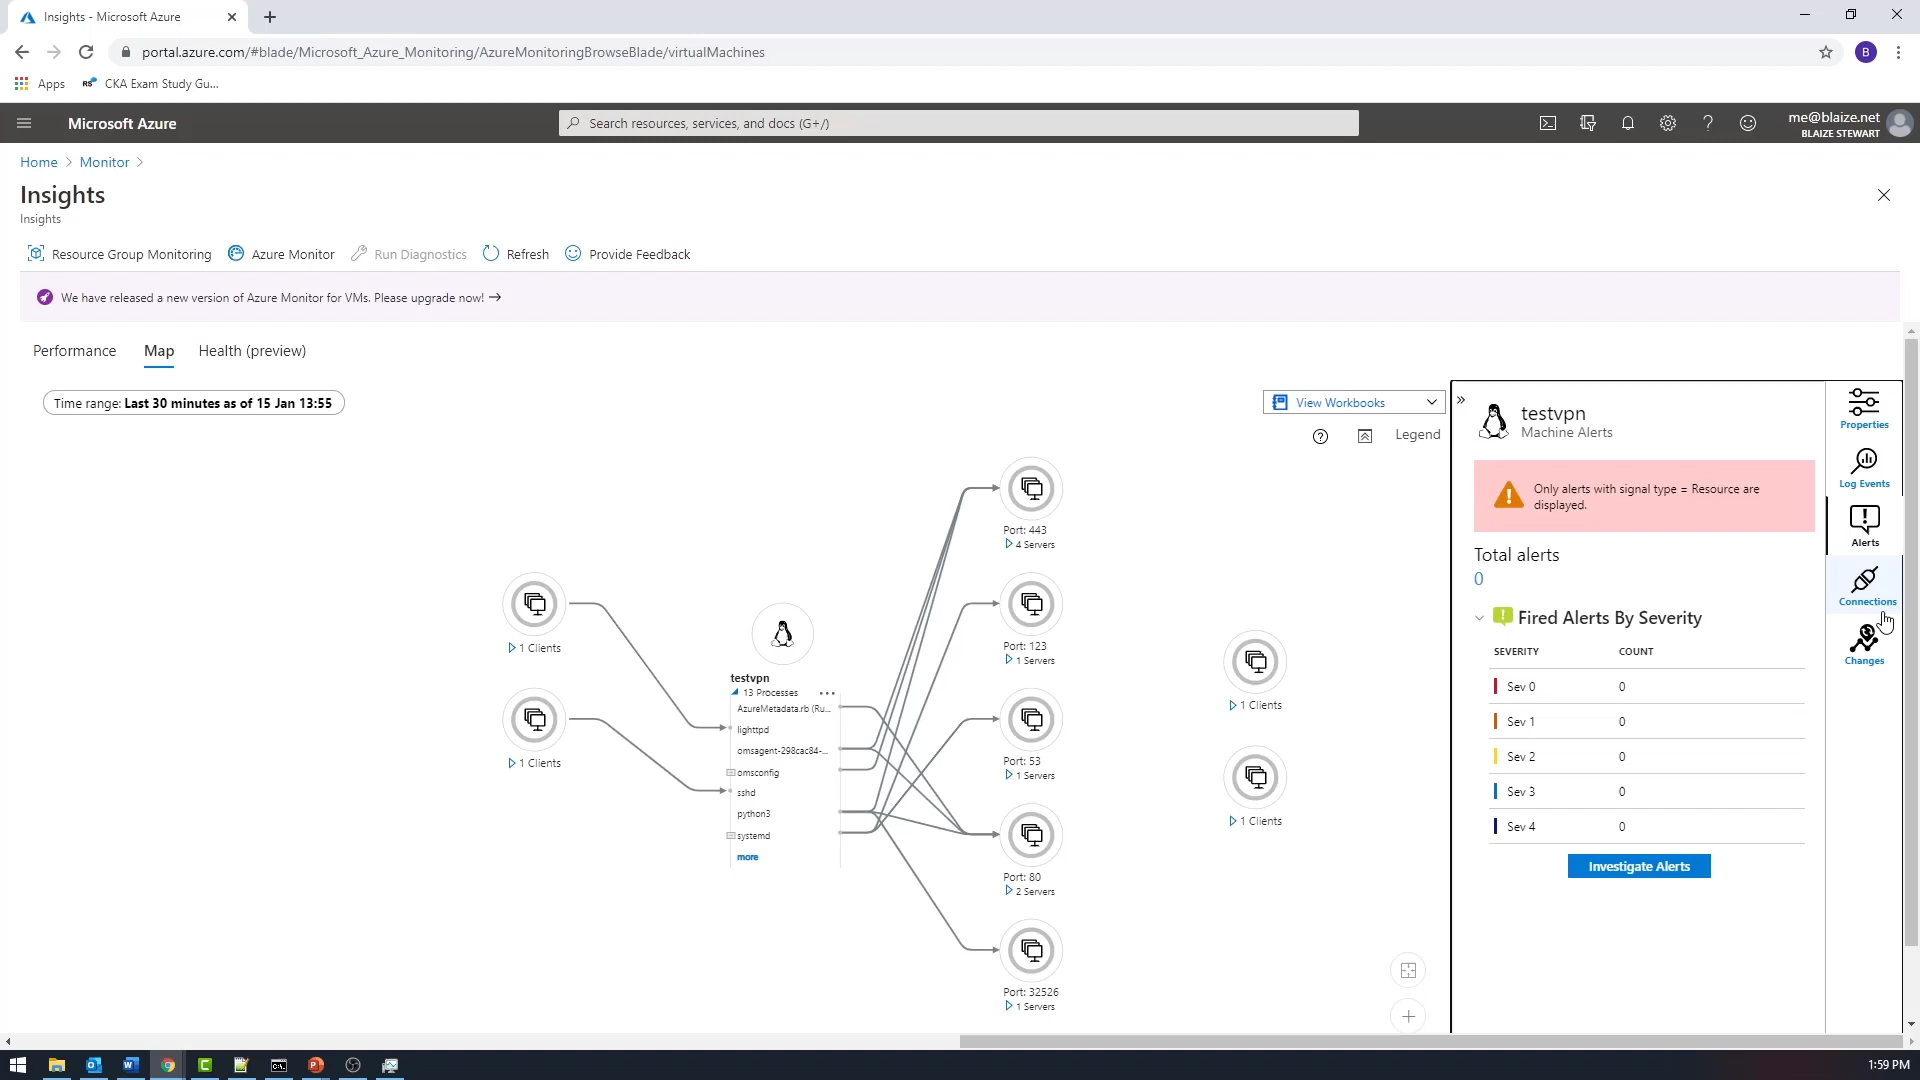 Insights - Microsoft Azure
portal.azure.com/#blade/Microsoft_Azure_Monitoring/AzureMonitoringBrowseBlade/virtualMachines
B
Apps
RS CKA Exam Study Gu...
Microsoft Azure
Search resources, services, and docs (G+/)
me@blaize.net
BLAIZE STEWART
Home > Monitor >
Insights
Insights
Resource Group Monitoring
Azure Monitor
Run Diagnostics
Refresh
Provide Feedback
We have released a new version of Azure Monitor for VMs. Please upgrade now! →
Performance
Map
Health (preview)
Time range: Last 30 minutes as of 15 Jan 13:55
View Workbooks
Legend
1 Clients
1 Clients
testvpn
13 Processes
AzureMetadata.rb (Ru...
lighttpd
omsagent-298cac84-...
omsconfig
sshd
python3
systemd
more
Port: 443
4 Servers
Port: 123
1 Servers
Port: 53
1 Servers
Port: 80
2 Servers
Port: 32526
1 Servers
1 Clients
1 Clients
testvpn
Machine Alerts
Only alerts with signal type = Resource are
displayed.
Total alerts
0
Fired Alerts By Severity
SEVERITY COUNT
Sev 0 0
Sev 1 0
Sev 2 0
Sev 3 0
Sev 4 0
Investigate Alerts
Properties
Log Events
Alerts
Connections
Changes
1:59 PM